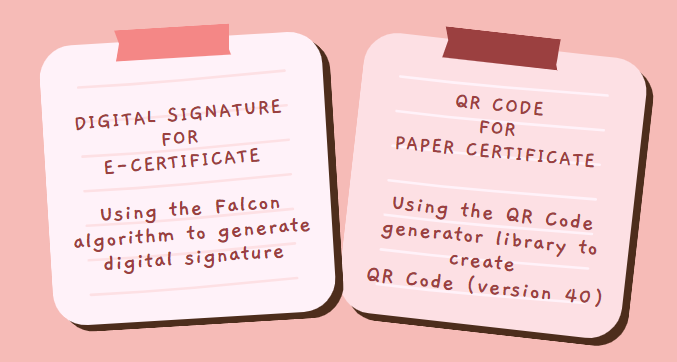 DIGITAL SIGNATURE
FOR
E-CERTIFICATE
Using the Falcon
algorithm to generate
digital signature
QR CODE
FOR
PAPER CERTIFICATE
Using the QR Code
generator library to
create
QR Code (version 40)